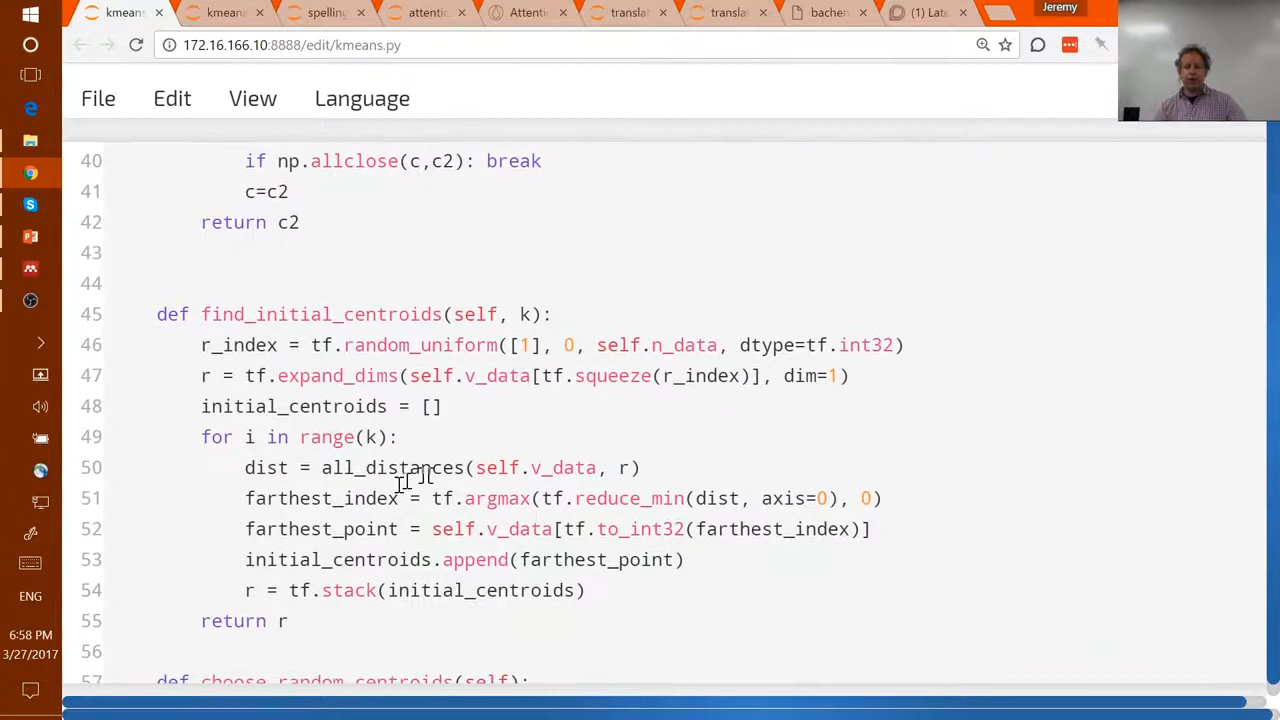 kmeans
kmeans
spelling
attentic
Attentic
translat
translat
bachem
(1) Late
Jeremy
172.16.166.10:8888/edit/kmeans.py
File Edit View Language
40 if np.allclose(c,c2): break
41 c=c2
42 return c2
43
44
45 def find_initial_centroids(self, k):
46 r_index = tf.random_uniform([1], 0, self.n_data, dtype=tf.int32)
47 r = tf.expand_dims(self.v_data[tf.squeeze(r_index)], dim=1)
48 initial_centroids = []
49 for i in range(k):
50 dist = all_distances(self.v_data, r)
51 farthest_index = tf.argmax(tf.reduce_min(dist, axis=0), 0)
52 farthest_point = self.v_data[tf.to_int32(farthest_index)]
53 initial_centroids.append(farthest_point)
54 r = tf.stack(initial_centroids)
55 return r
56
57 def choose_random_centroids(self):
ENG
6:58 PM
3/27/2017